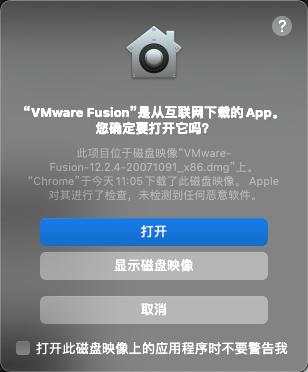 ?
“VMware Fusion”是从互联网下载的 App。
您确定要打开它吗？
此项目位于磁盘映像“VMware-
Fusion-12.2.4-20071091_x86.dmg”上。
“Chrome”于今天 11:05 下载了此磁盘映像。 Apple
对其进行了检查，未检测到任何恶意软件。
打开
显示磁盘映像
取消
打开此磁盘映像上的应用程序时不要警告我